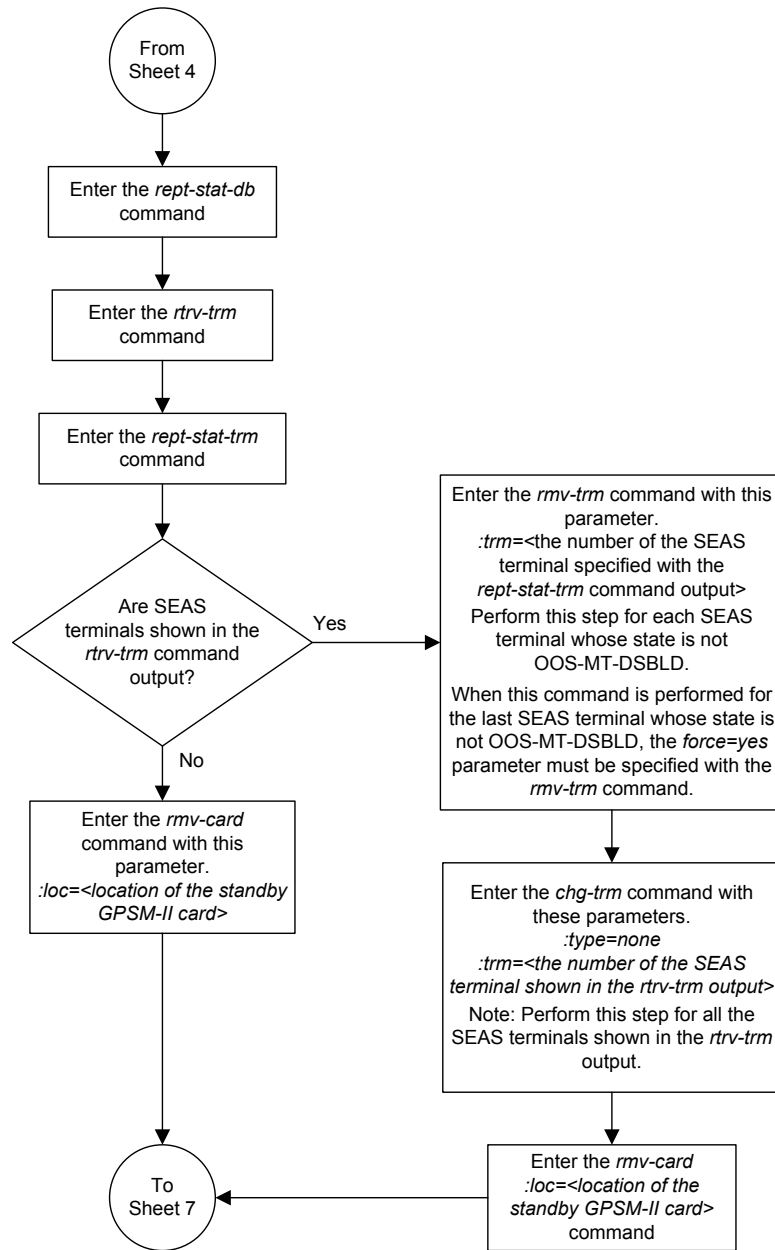 From
Sheet 4
Enter the rept-stat-db
command
Enter the rtrv-trm
command
Enter the rept-stat-trm
command
Are SEAS
terminals shown in the
rtrv-trm command
output?
Yes
No
Enter the rmv-trm command with this
parameter.
:trm=<the number of the SEAS
terminal specified with the
rept-stat-trm command output>
Perform this step for each SEAS
terminal whose state is not
OOS-MT-DSBLD.
When this command is performed for
the last SEAS terminal whose state is
not OOS-MT-DSBLD, the force=yes
parameter must be specified with the
rmv-trm command.
Enter the rmv-card
command with this
parameter.
:loc=<location of the standby
GPSM-II card>
Enter the chg-trm command with
these parameters.
:type=none
:trm=<the number of the SEAS
terminal shown in the rtrv-trm output>
Note: Perform this step for all the
SEAS terminals shown in the rtrv-trm
output.
Enter the rmv-card
:loc=<location of the
standby GPSM-II card>
command
To
Sheet 7